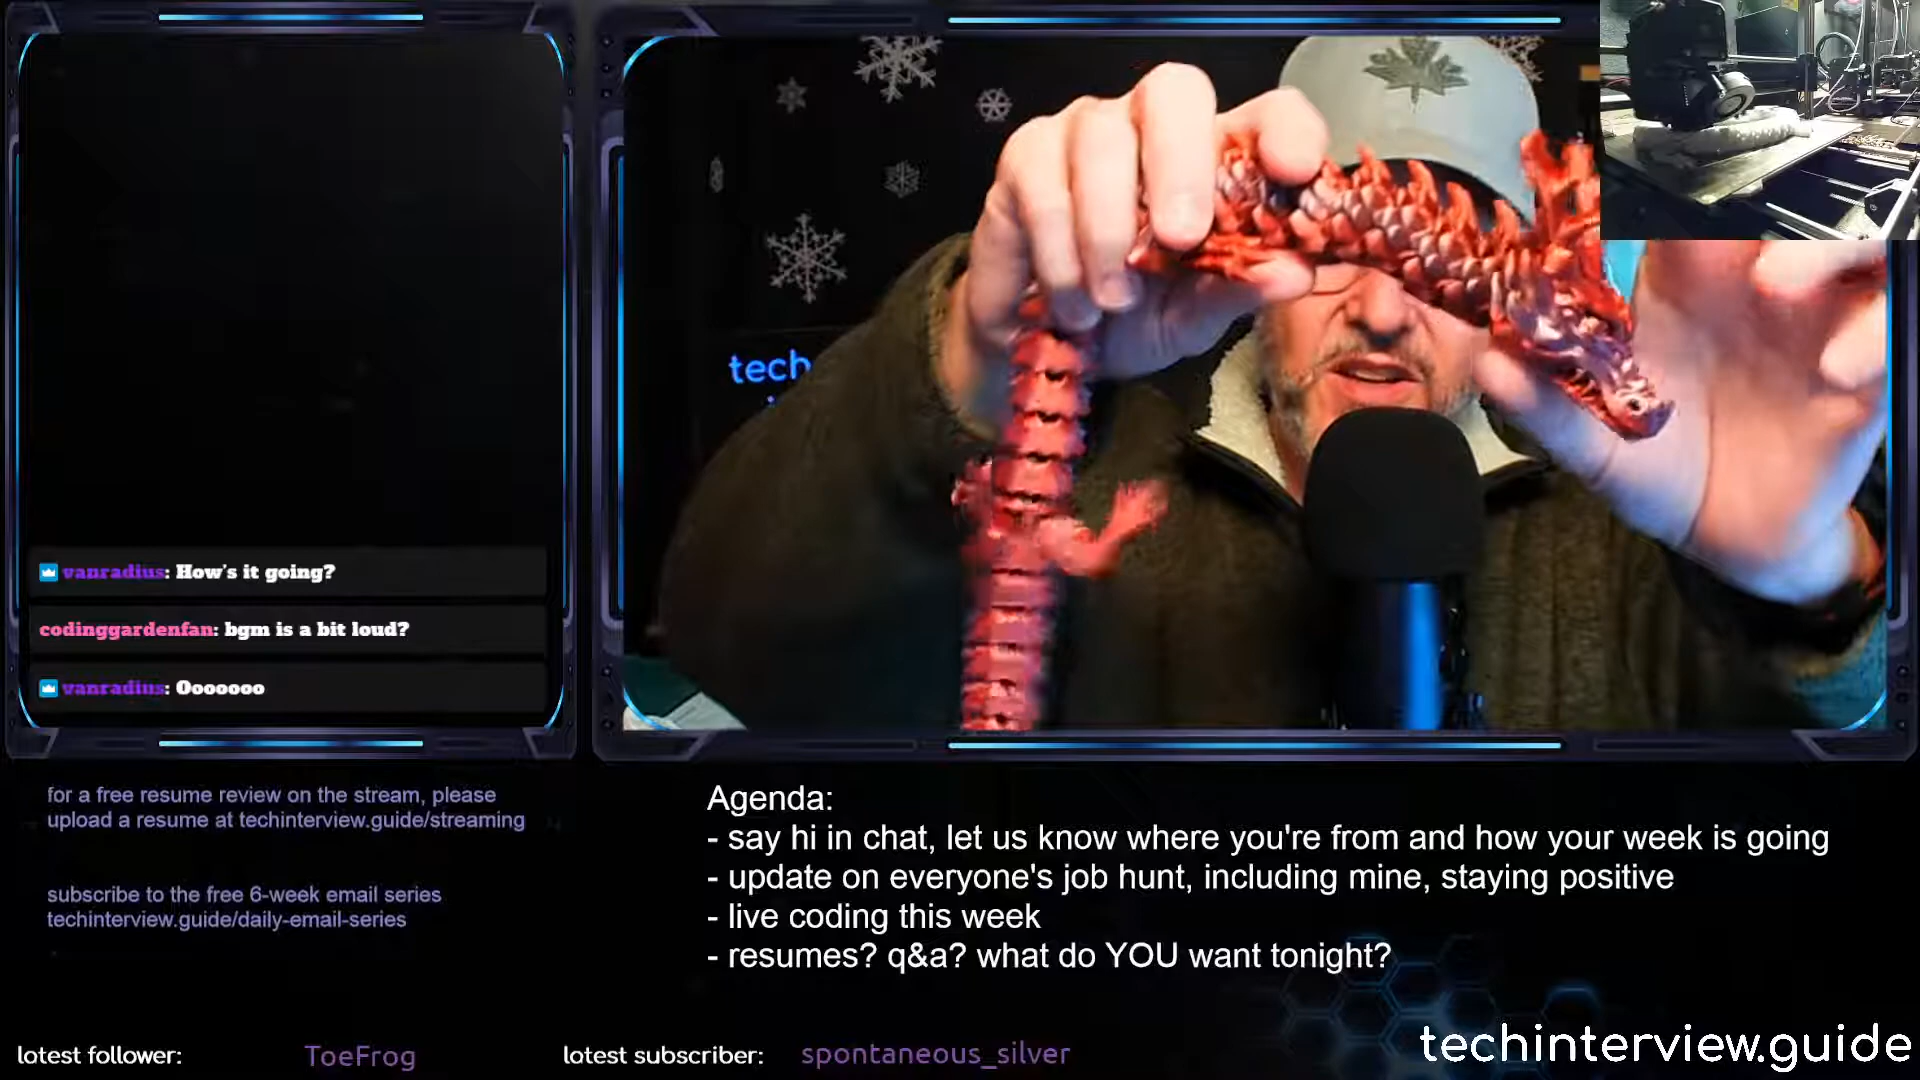 vanradius: How's it going?
codinggardenfan: bgm is a bit loud?
vanradius: Ooooooo
tech
for a free resume review on the stream, please
upload a resume at techinterview.guide/streaming
subscribe to the free 6-week email series
techinterview.guide/daily-email-series
Agenda:
- say hi in chat, let us know where you're from and how your week is going
- update on everyone's job hunt, including mine, staying positive
- live coding this week
- resumes? q&a? what do YOU want tonight?
latest follower: ToeFrog
latest subscriber: spontaneous_silver
techinterview.guide